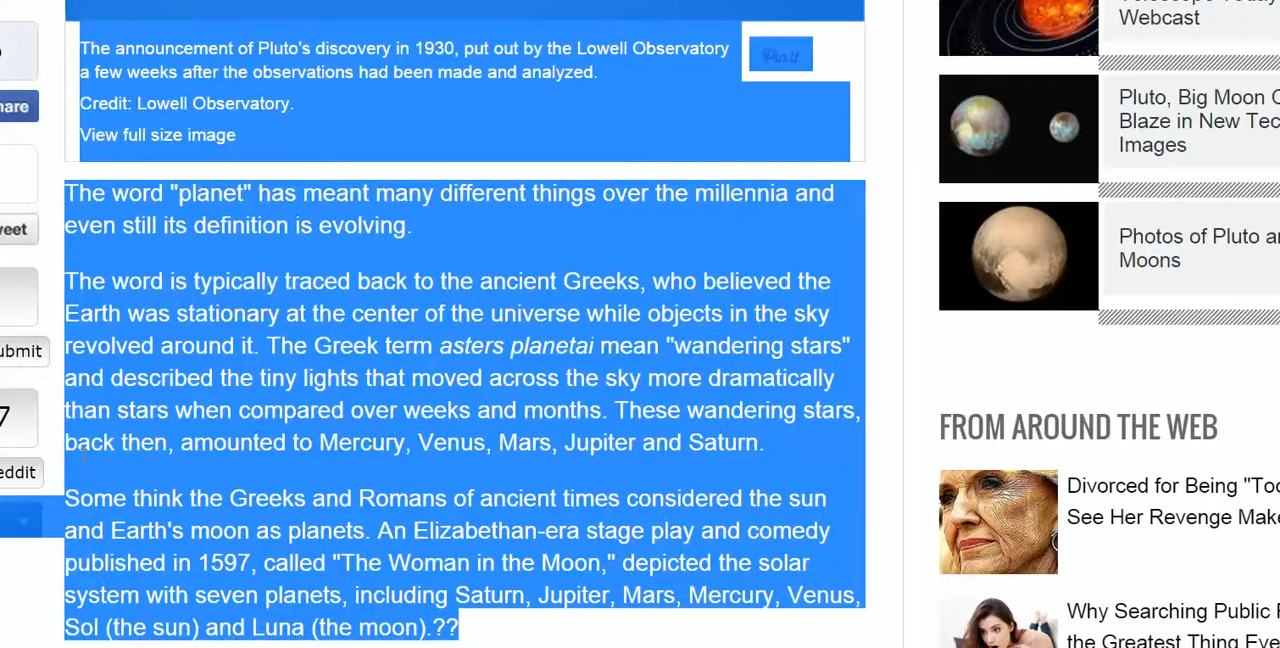 The announcement of Pluto's discovery in 1930, put out by the Lowell Observatory
a few weeks after the observations had been made and analyzed.
Credit: Lowell Observatory.
View full size image
Pin it
The word "planet" has meant many different things over the millennia and
even still its definition is evolving.
The word is typically traced back to the ancient Greeks, who believed the
Earth was stationary at the center of the universe while objects in the sky
revolved around it. The Greek term asters planetai mean "wandering stars"
and described the tiny lights that moved across the sky more dramatically
than stars when compared over weeks and months. These wandering stars,
back then, amounted to Mercury, Venus, Mars, Jupiter and Saturn.
Some think the Greeks and Romans of ancient times considered the sun
and Earth's moon as planets. An Elizabethan-era stage play and comedy
published in 1597, called "The Woman in the Moon," depicted the solar
system with seven planets, including Saturn, Jupiter, Mars, Mercury, Venus,
Sol (the sun) and Luna (the moon).??
hare
weet
ubmit
7
eddit
Webcast
Pluto, Big Moon C
Blaze in New Tec
Images
Photos of Pluto a
Moons
FROM AROUND THE WEB
Divorced for Being "Too
See Her Revenge Make
Why Searching Public
the Greatest Thing Eve